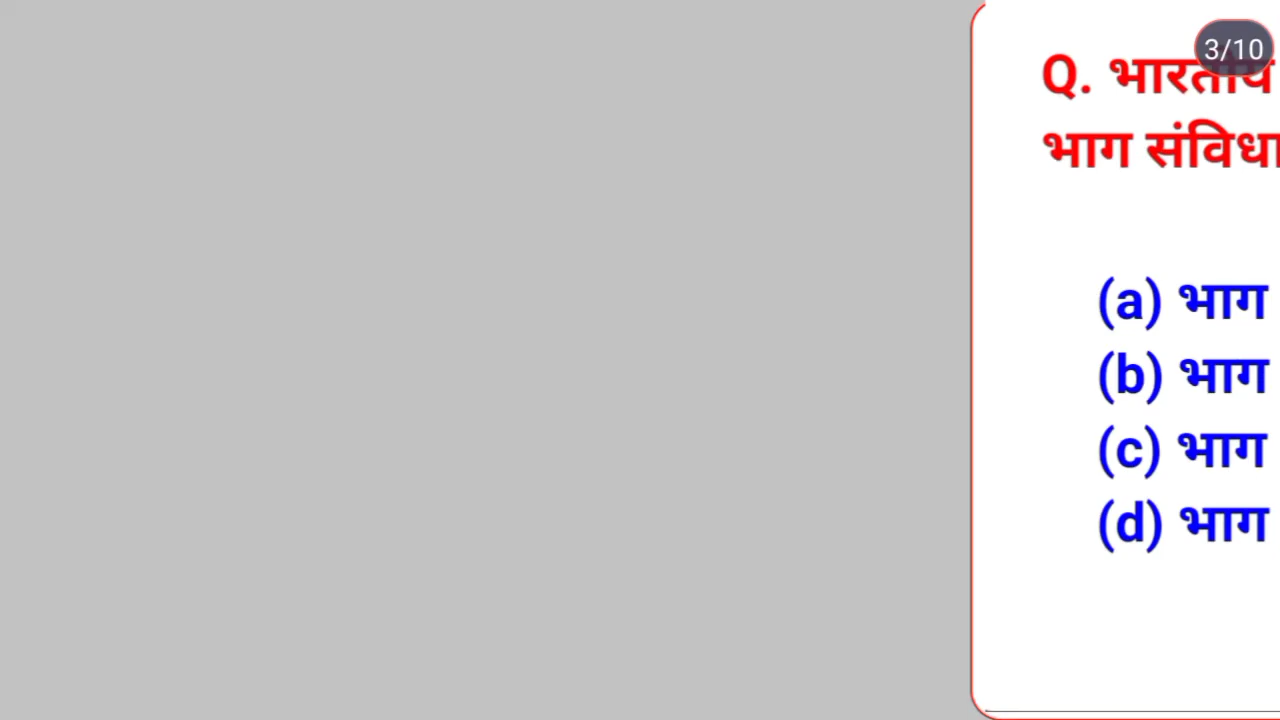 3/10
Q. भारतीय
भाग
(a) भाग
(b) भाग
(c) भाग
(d) भाग